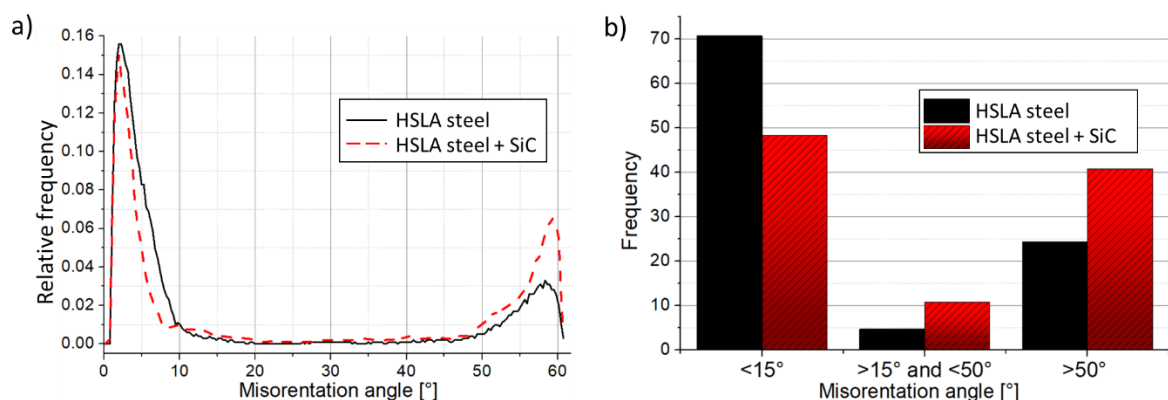 a)
0.16
0.14
0.12
0.10
0.08
0.06
0.04
0.02
0.00
Relative frequency
HSLA steel
HSLA steel + SiC
0 10 20 30 40 50 60
Misorentation angle [°]
b)
70
60
50
40
30
20
10
0
Frequency
HSLA steel
HSLA steel + SiC
<15° >15° and <50° >50°
Misorentation angle [°]